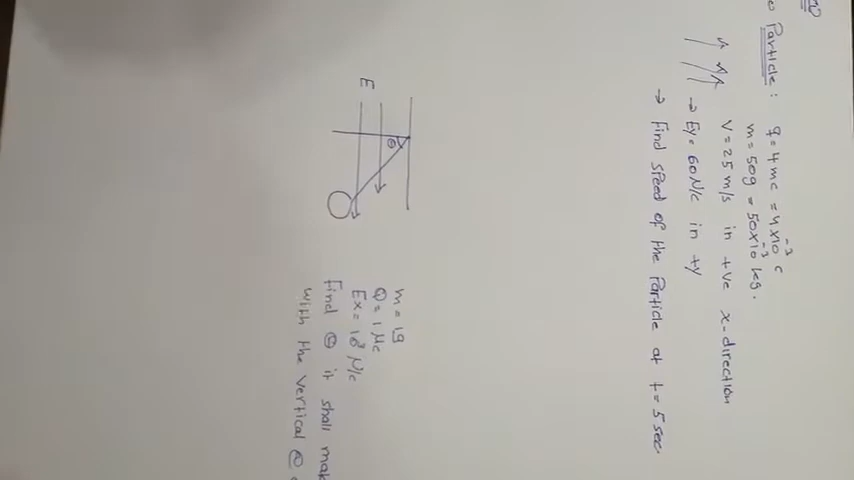 Particle :
q = 4 mc = 4×10⁻³ c
m = 50g = 50×10⁻³ kg.
V = 25 m/s in +ve x-direction
→ Ey = 60 N/c in +y
→ Find speed of the Particle at t = 5 sec.
E
θ
m = 1g
Q = 1 μc
Ex = 10³ N/c
Find θ it shall
with the vertical @